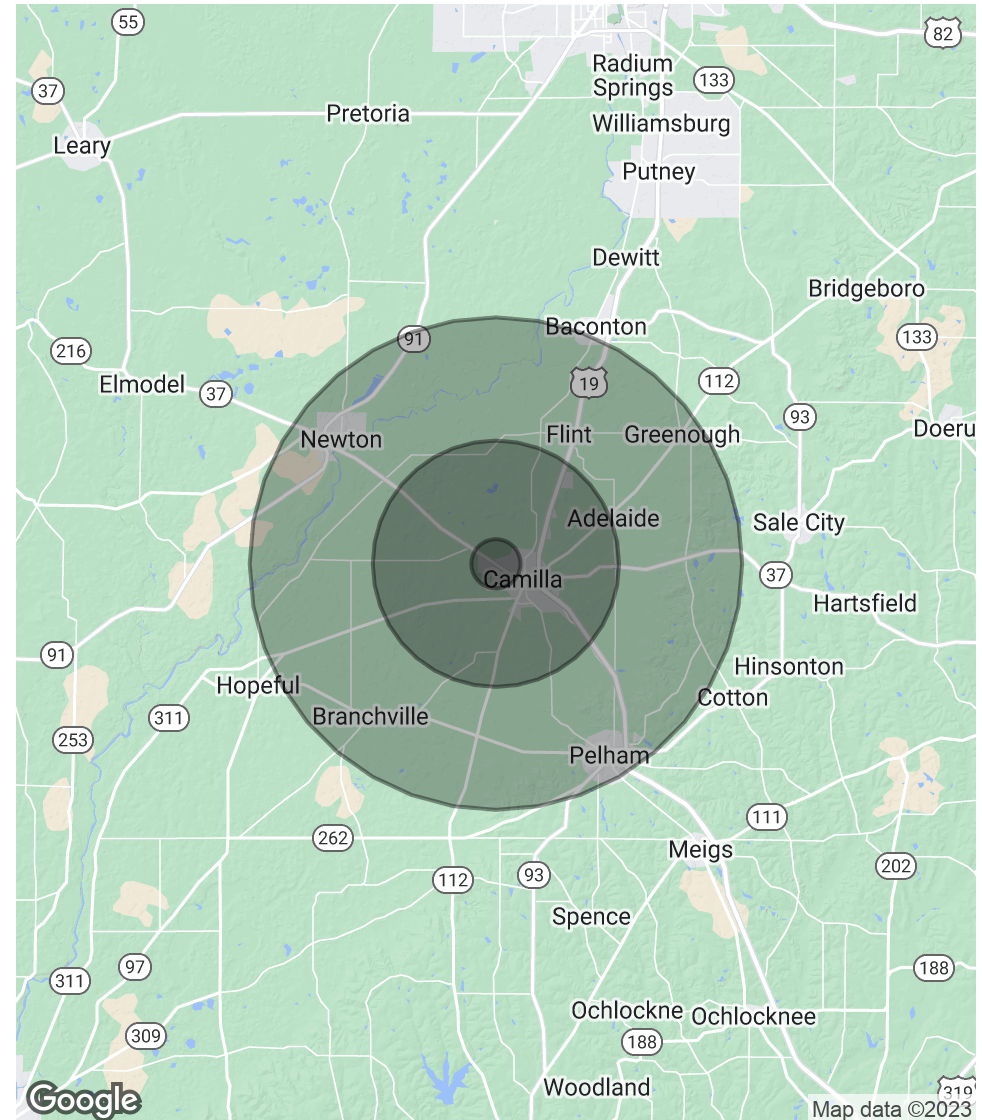 55
82
Radium
Springs
133
37
Pretoria
Williamsburg
Leary
Putney
Dewitt
Bridgeboro
Baconton
91
133
216
19
112
Elmodel
37
93
Newton
Flint
Greenough
Doeru
Adelaide
Sale City
Camilla
37
Hartsfield
91
Hinsonton
Hopeful
Cotton
311
Branchville
253
Pelham
111
262
Meigs
202
93
112
Spence
97
188
311
Ochlockne
Ochlocknee
309
188
Woodland
319
Google
Map data ©2023